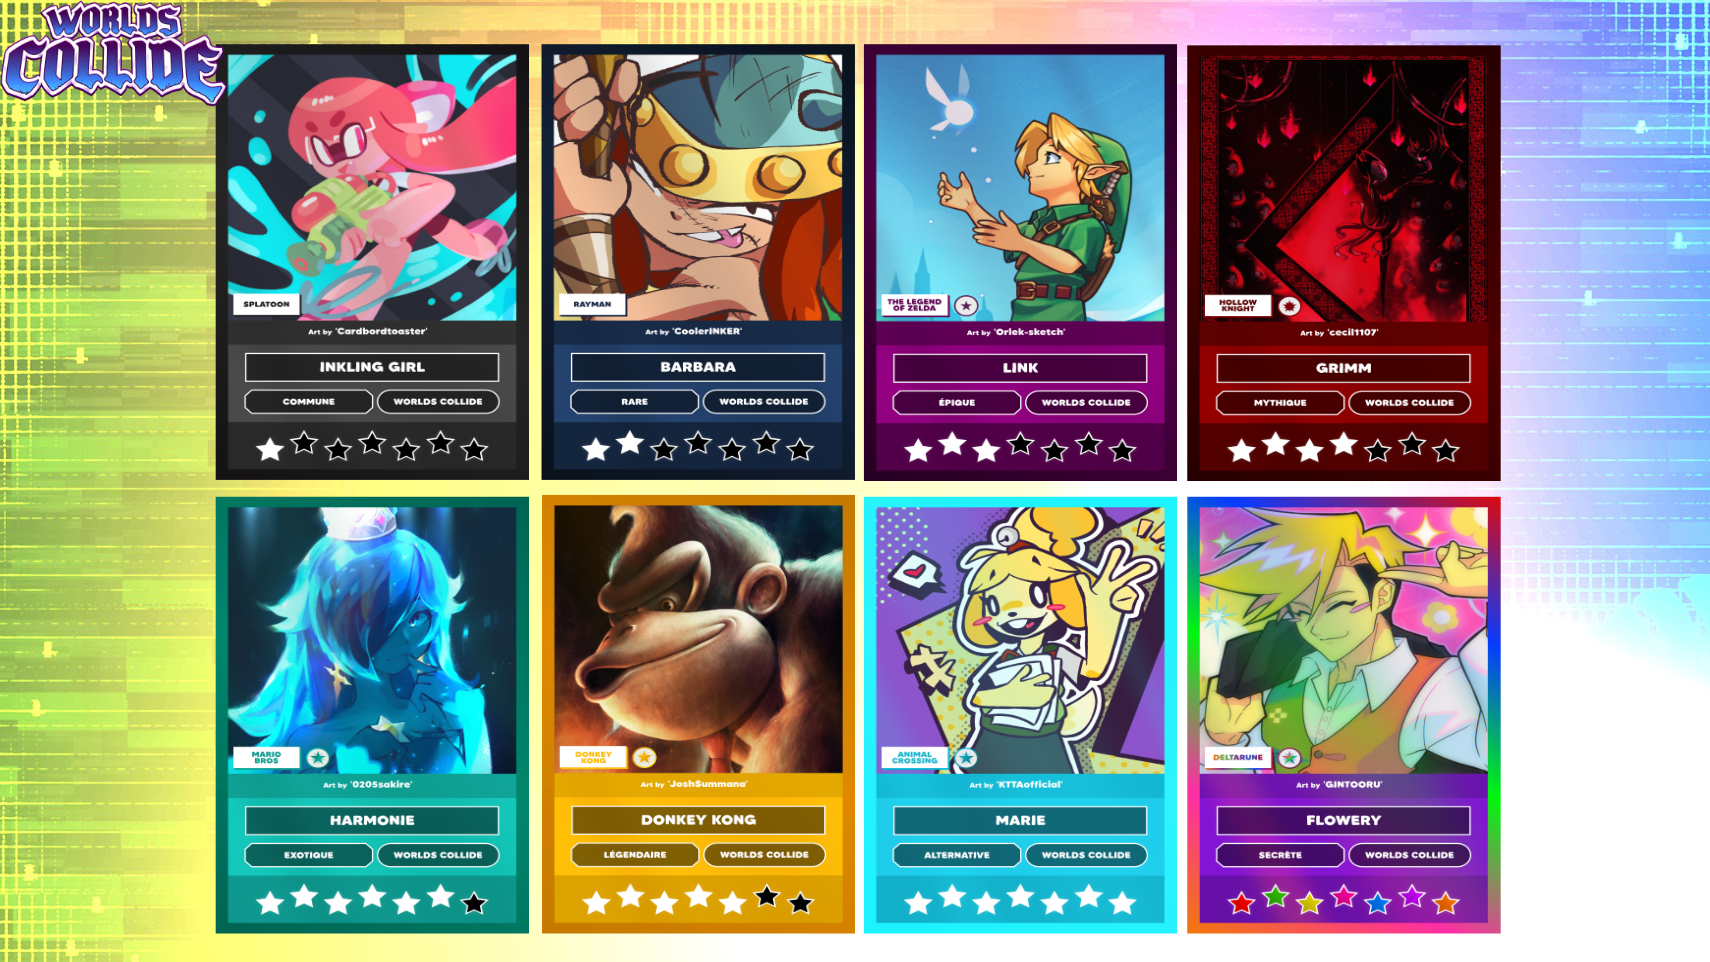 WORLDS
COLLIDE
SPLATOON
Art by 'Cardbordtoaster'
INKLING GIRL
COMMUNE
WORLDS COLLIDE
RAYMAN
Art by 'CoolerINKER'
BARBARA
RARE
WORLDS COLLIDE
THE LEGEND
OF ZELDA
Art by 'Orlek-sketch'
LINK
ÉPIQUE
WORLDS COLLIDE
HOLLOW
KNIGHT
Art by 'cecil1107'
GRIMM
MYTHIQUE
WORLDS COLLIDE
MARIO
BROS
Art by '0205sakire'
HARMONIE
EXOTIQUE
WORLDS COLLIDE
DONKEY
KONG
Art by 'JoshSummana'
DONKEY KONG
LÉGENDAIRE
WORLDS COLLIDE
ANIMAL
CROSSING
Art by 'KTTAofficial'
MARIE
ALTERNATIVE
WORLDS COLLIDE
DELTARUNE
Art by 'GINTOORU'
FLOWERY
SECRÈTE
WORLDS COLLIDE